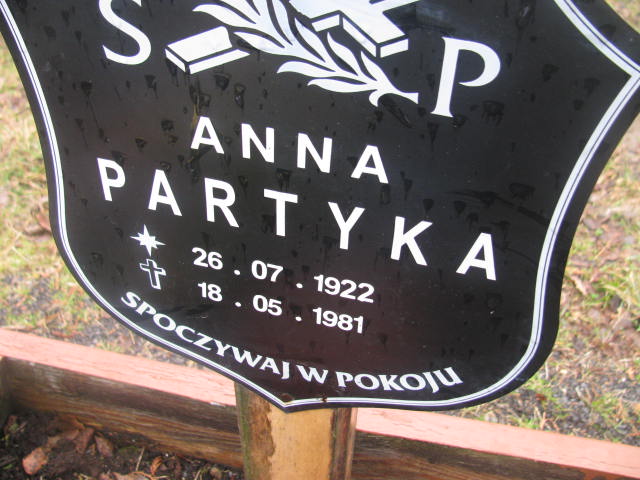 S P
ANNA
PARTYKA
26 . 07 . 1922
18 . 05 . 1981
SPOCZYWAJ W POKOJU